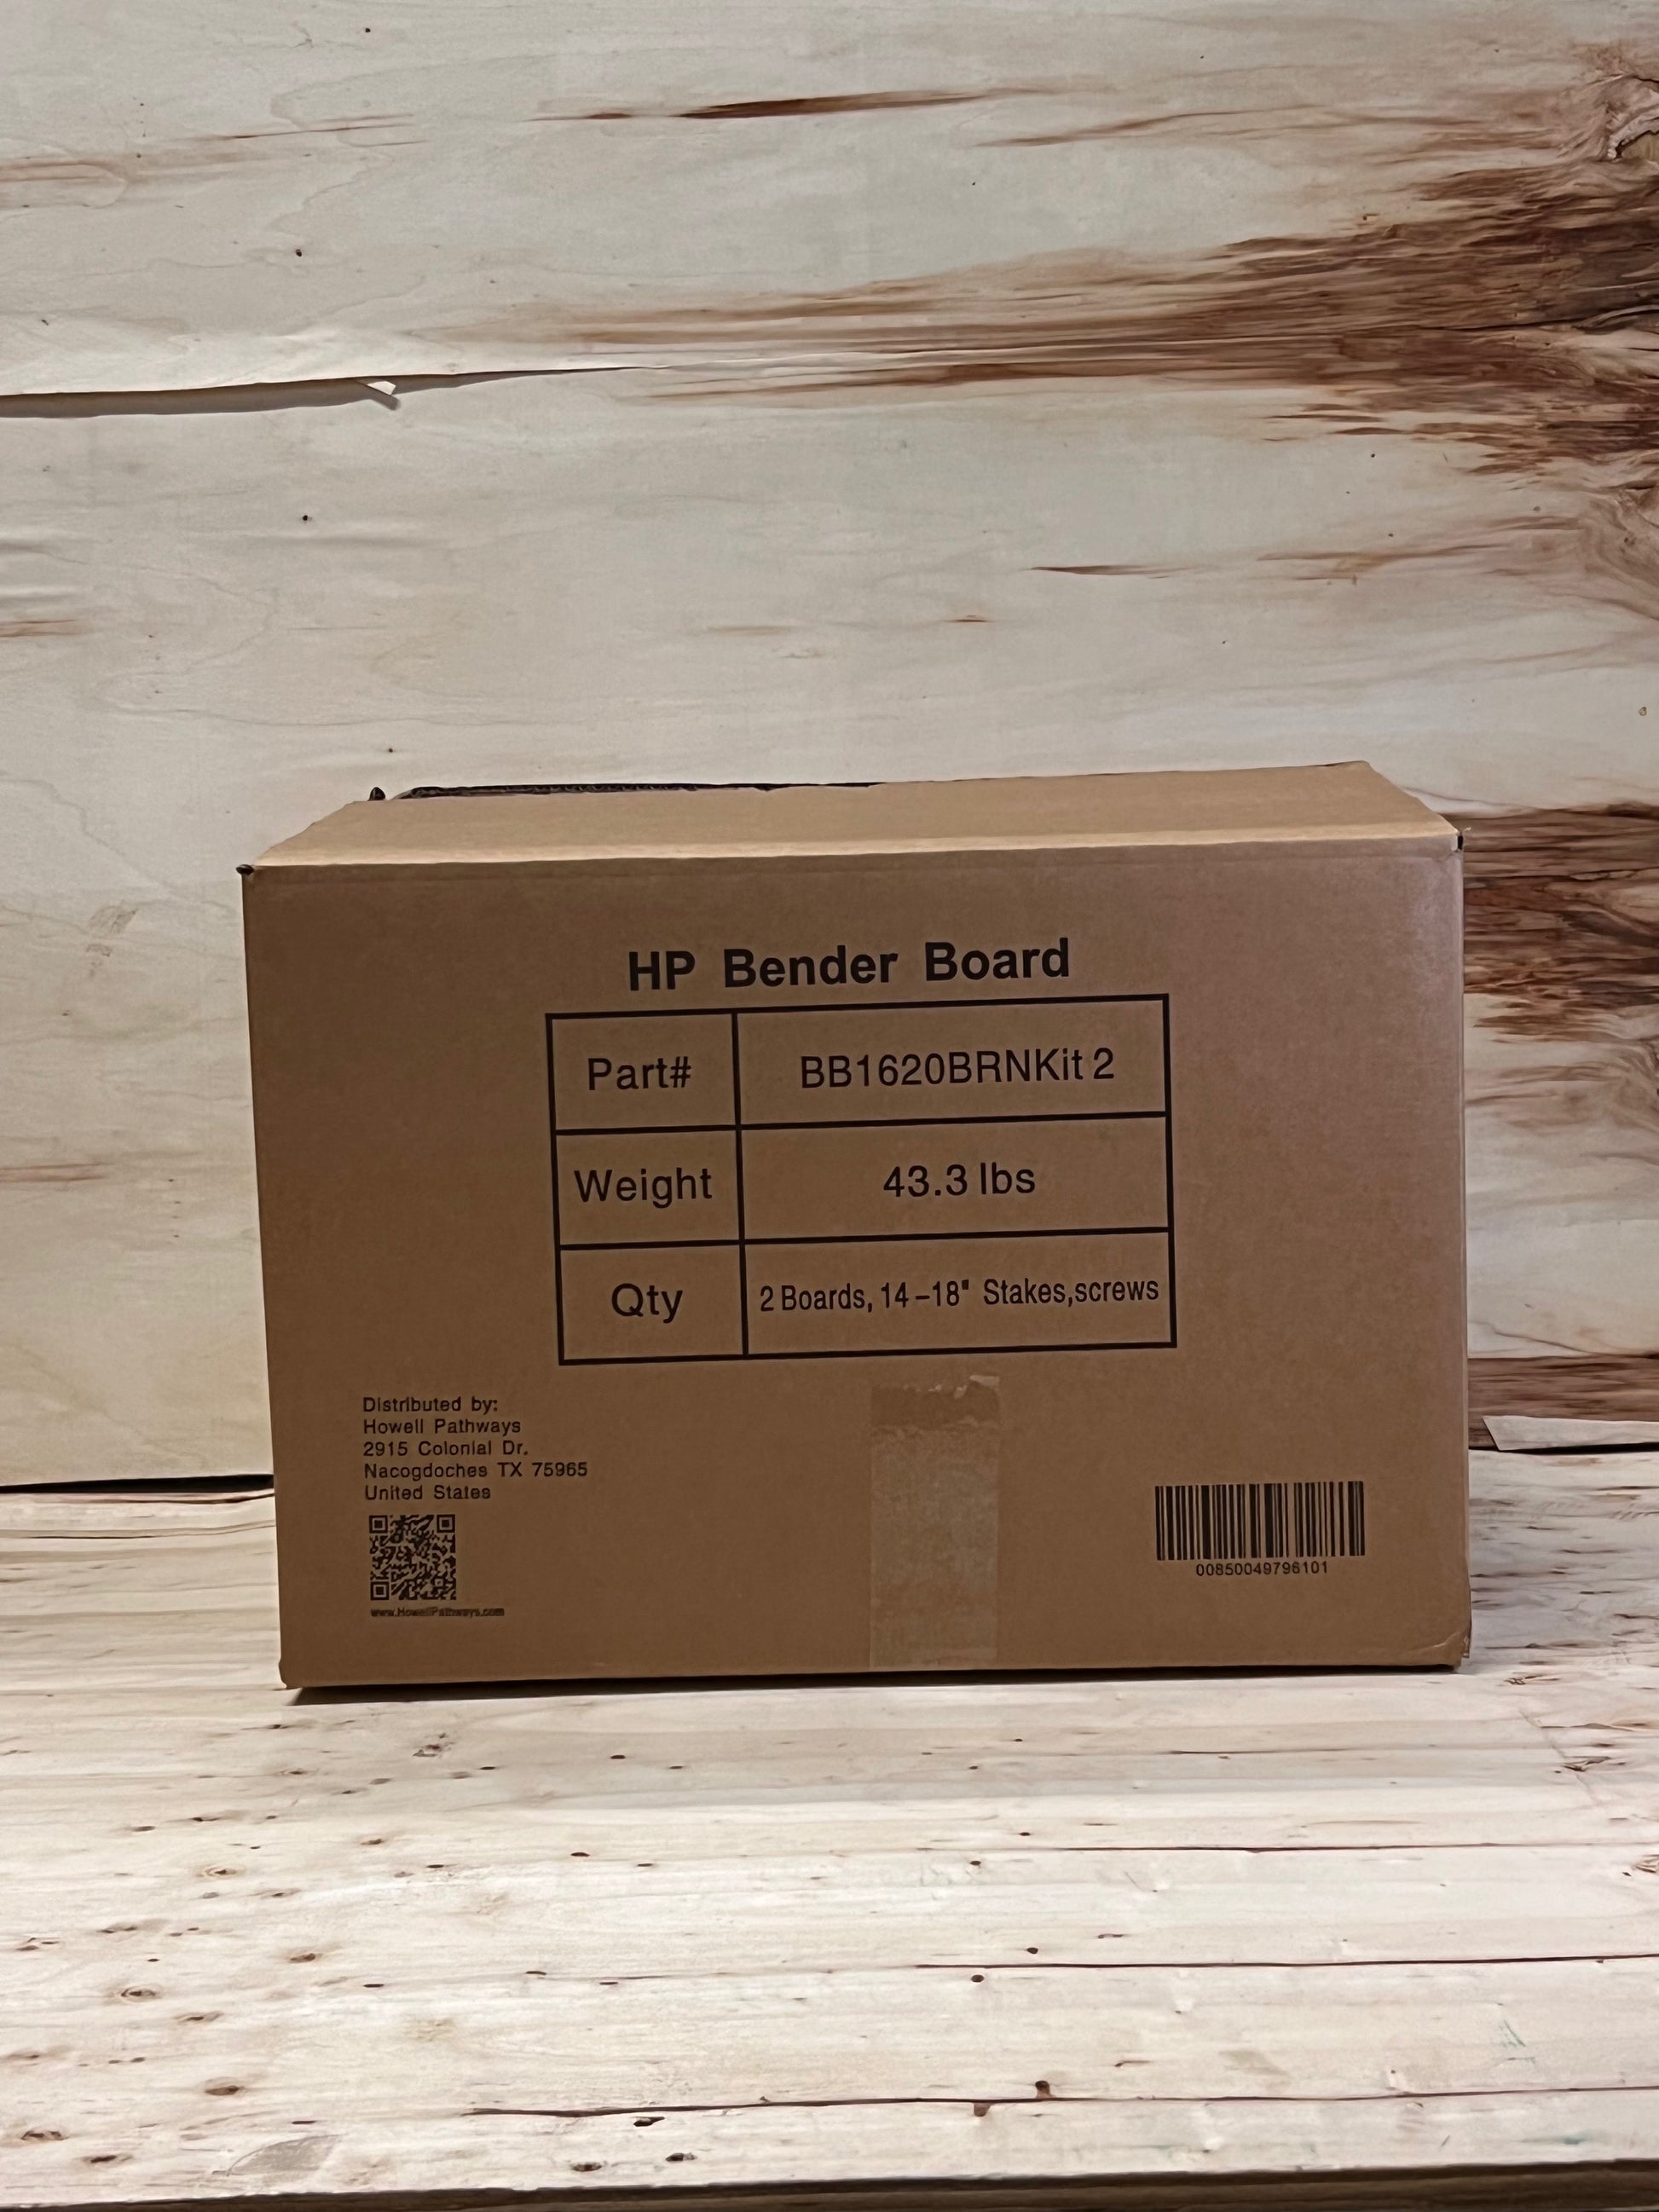 HP Bender Board
Part# BB1620BRNKit 2
Weight 43.3 lbs
Qty 2 Boards, 14-18" Stakes,screws
Distributed by:
Howell Pathways
2915 Colonial Dr.
Nacogdoches TX 75965
United States
www.HowellPathways.com
00850049796101